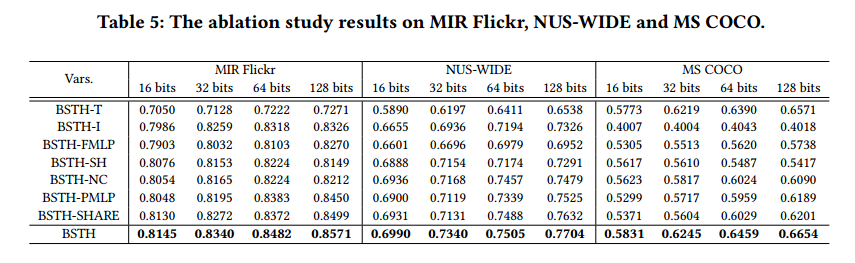 Table 5: The ablation study results on MIR Flickr, NUS-WIDE and MS COCO.
Vars. MIR Flickr NUS-WIDE MS COCO
16 bits 32 bits 64 bits 128 bits 16 bits 32 bits 64 bits 128 bits 16 bits 32 bits 64 bits 128 bits
BSTH-T 0.7050 0.7128 0.7222 0.7271 0.5890 0.6197 0.6411 0.6538 0.5773 0.6219 0.6390 0.6571
BSTH-I 0.7986 0.8259 0.8318 0.8326 0.6655 0.6936 0.7194 0.7326 0.4007 0.4004 0.4043 0.4018
BSTH-FMLP 0.7903 0.8032 0.8103 0.8270 0.6601 0.6696 0.6979 0.6952 0.5305 0.5513 0.5620 0.5738
BSTH-SH 0.8076 0.8153 0.8224 0.8149 0.6888 0.7154 0.7174 0.7291 0.5617 0.5610 0.5487 0.5417
BSTH-NC 0.8054 0.8165 0.8224 0.8212 0.6936 0.7168 0.7457 0.7479 0.5623 0.5817 0.6024 0.6090
BSTH-PMLP 0.8048 0.8195 0.8383 0.8450 0.6900 0.7119 0.7339 0.7525 0.5299 0.5717 0.5959 0.6189
BSTH-SHARE 0.8130 0.8272 0.8372 0.8499 0.6931 0.7131 0.7488 0.7632 0.5371 0.5604 0.6029 0.6201
BSTH 0.8145 0.8340 0.8482 0.8571 0.6990 0.7340 0.7505 0.7704 0.5831 0.6245 0.6459 0.6654